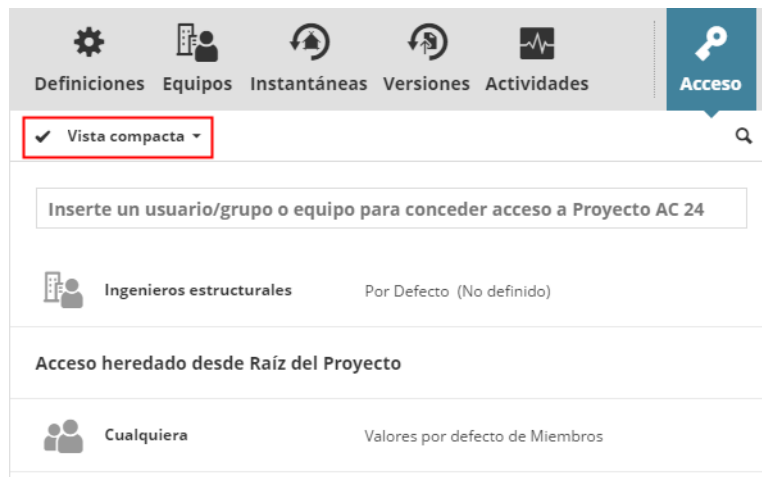 Definiciones Equipos Instantáneas Versiones Actividades Acceso
Vista compacta
Inserte un usuario/grupo o equipo para conceder acceso a Proyecto AC 24
Ingenieros estructurales Por Defecto (No definido)
Acceso heredado desde Raíz del Proyecto
Cualquiera Valores por defecto de Miembros